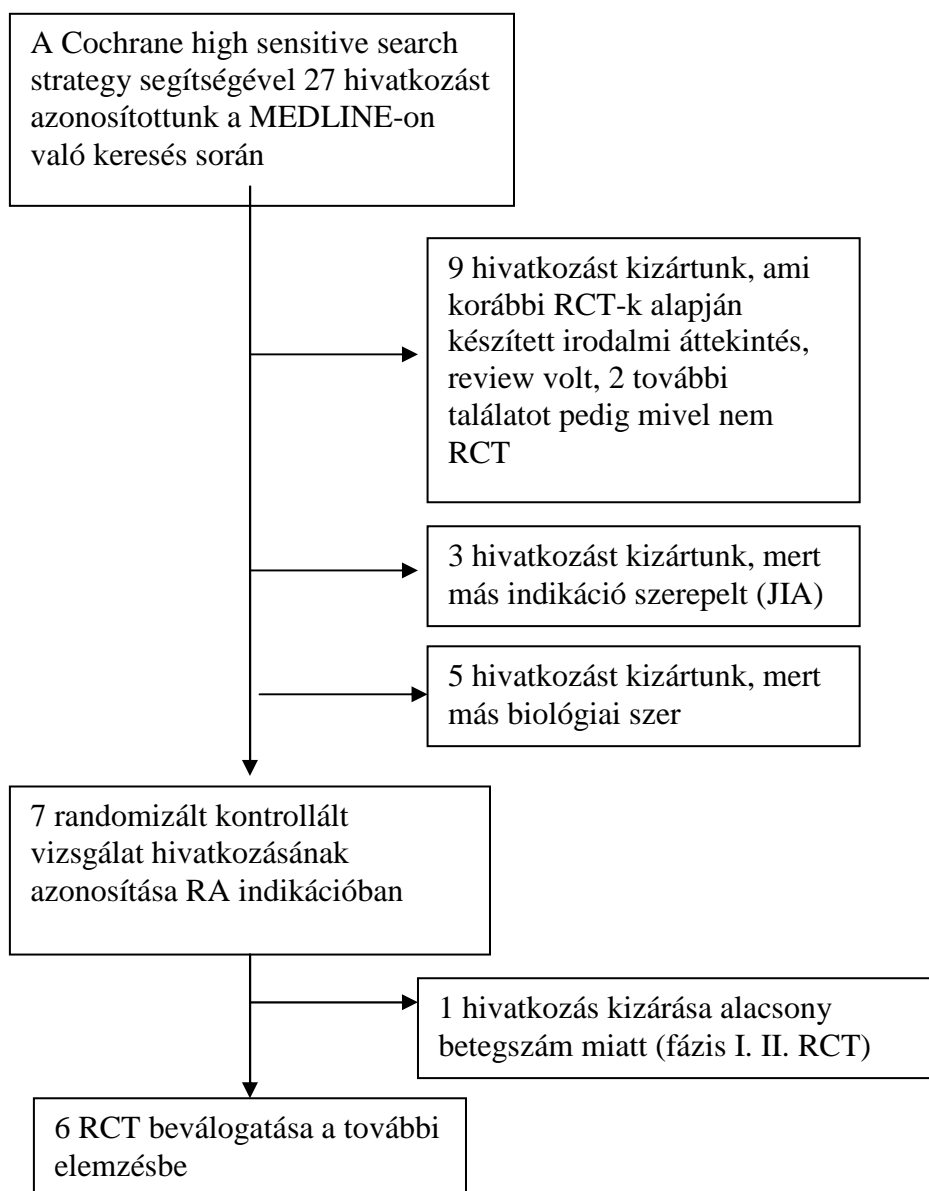 A Cochrane high sensitive search
strategy segítségével 27 hivatkozást
azonosítottunk a MEDLINE-on
való keresés során
9 hivatkozást kizártunk, ami
korábbi RCT-k alapján
készített irodalmi áttekintés,
review volt, 2 további
találatot pedig mivel nem
RCT
3 hivatkozást kizártunk, mert
más indikáció szerepelt (JIA)
5 hivatkozást kizártunk, mert
más biológiai szer
7 randomizált kontrollált
vizsgálat hivatkozásának
azonosítása RA indikációban
1 hivatkozás kizárása alacsony
betegszám miatt (fázis I. II. RCT)
6 RCT beválogatása a további
elemzésbe